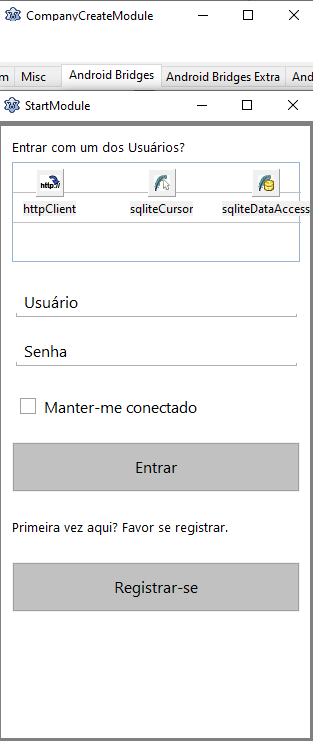 CompanyCreateModule
m Misc Android Bridges Android Bridges Extra And
StartModule
Entrar com um dos Usuários?
http://
httpClient sqliteCursor sqliteDataAccess
Usuário
Senha
Manter-me conectado
Entrar
Primeira vez aqui? Favor se registrar.
Registrar-se